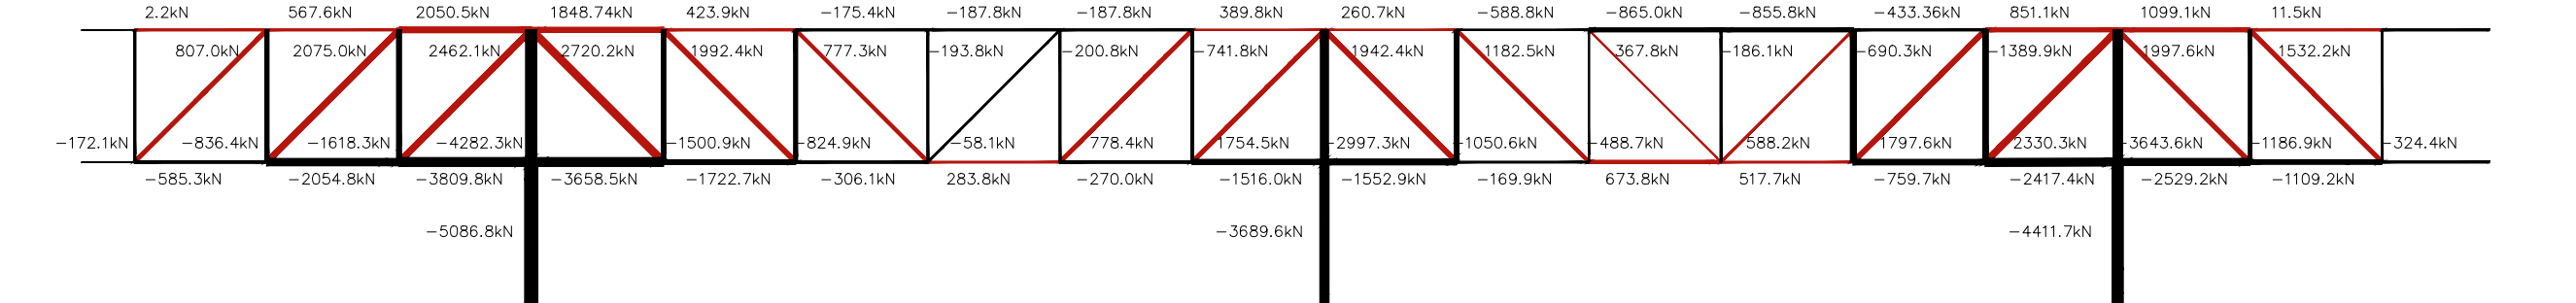 2.2kN 567.6kN 2050.5kN 1848.74kN 423.9kN −175.4kN −187.8kN −187.8kN 389.8kN 260.7kN −588.8kN −865.0kN −855.8kN −433.36kN 851.1kN 1099.1kN 11.5kN
807.0kN 2075.0kN 2462.1kN 2720.2kN 1992.4kN 777.3kN −193.8kN −200.8kN −741.8kN 1942.4kN 1182.5kN 367.8kN −186.1kN −690.3kN −1389.9kN 1997.6kN 1532.2kN
−172.1kN −836.4kN −1618.3kN −4282.3kN −1500.9kN −824.9kN −58.1kN 778.4kN 1754.5kN −2997.3kN −1050.6kN −488.7kN 588.2kN 1797.6kN 2330.3kN −3643.6kN −1186.9kN −324.4kN
−585.3kN −2054.8kN −3809.8kN −3658.5kN −1722.7kN −306.1kN 283.8kN −270.0kN −1516.0kN −1552.9kN −169.9kN 673.8kN 517.7kN −759.7kN −2417.4kN −2529.2kN −1109.2kN
−5086.8kN −3689.6kN −4411.7kN